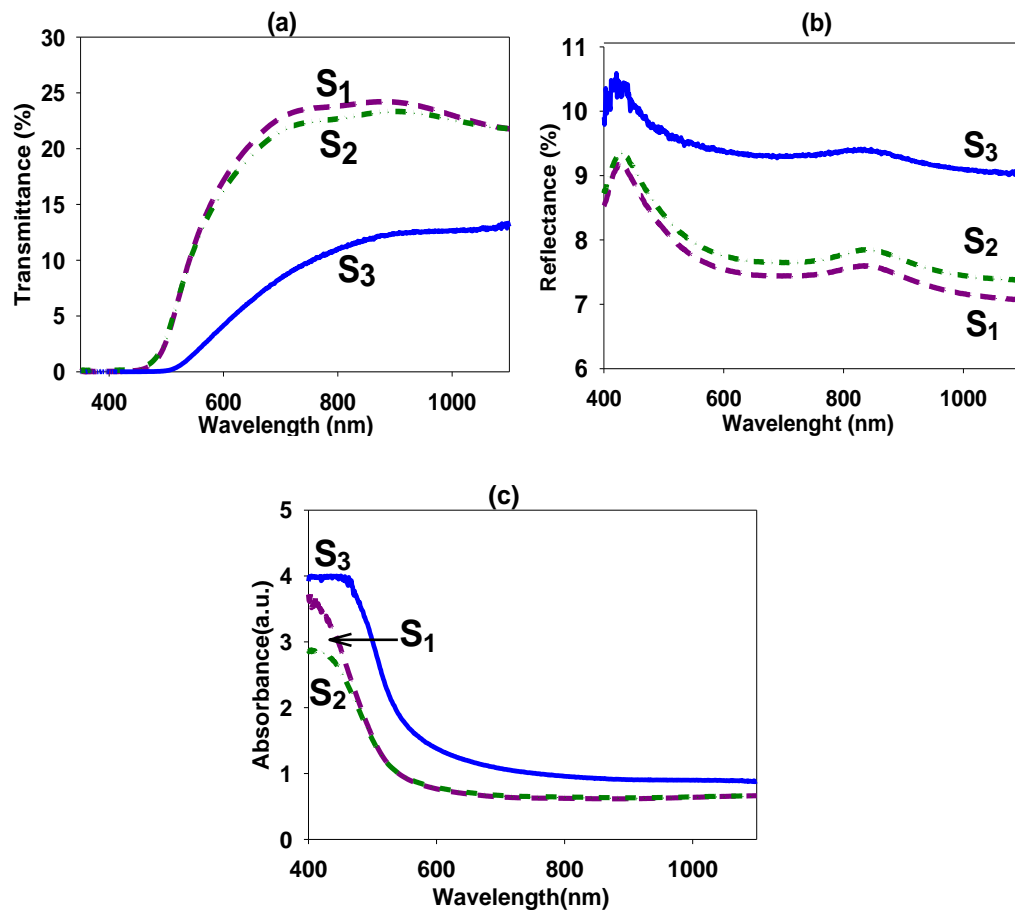 (a)
30
25
20
15
10
5
0
Transmittance (%)
S1
S2
S3
400 600 800 1000
Wavelength (nm)
(b)
11
10
9
8
7
6
Reflectance (%)
S3
S2
S1
400 600 800 1000
Wavelenght (nm)
(c)
5
4
3
2
1
0
Absorbance(a.u.)
S3
S1
S2
400 600 800 1000
Wavelength(nm)